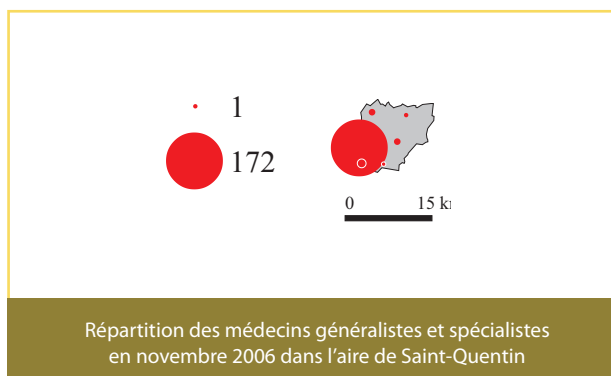 1
172
0 15 k
Répartition des médecins généralistes et spécialistes
en novembre 2006 dans l'aire de Saint-Quentin